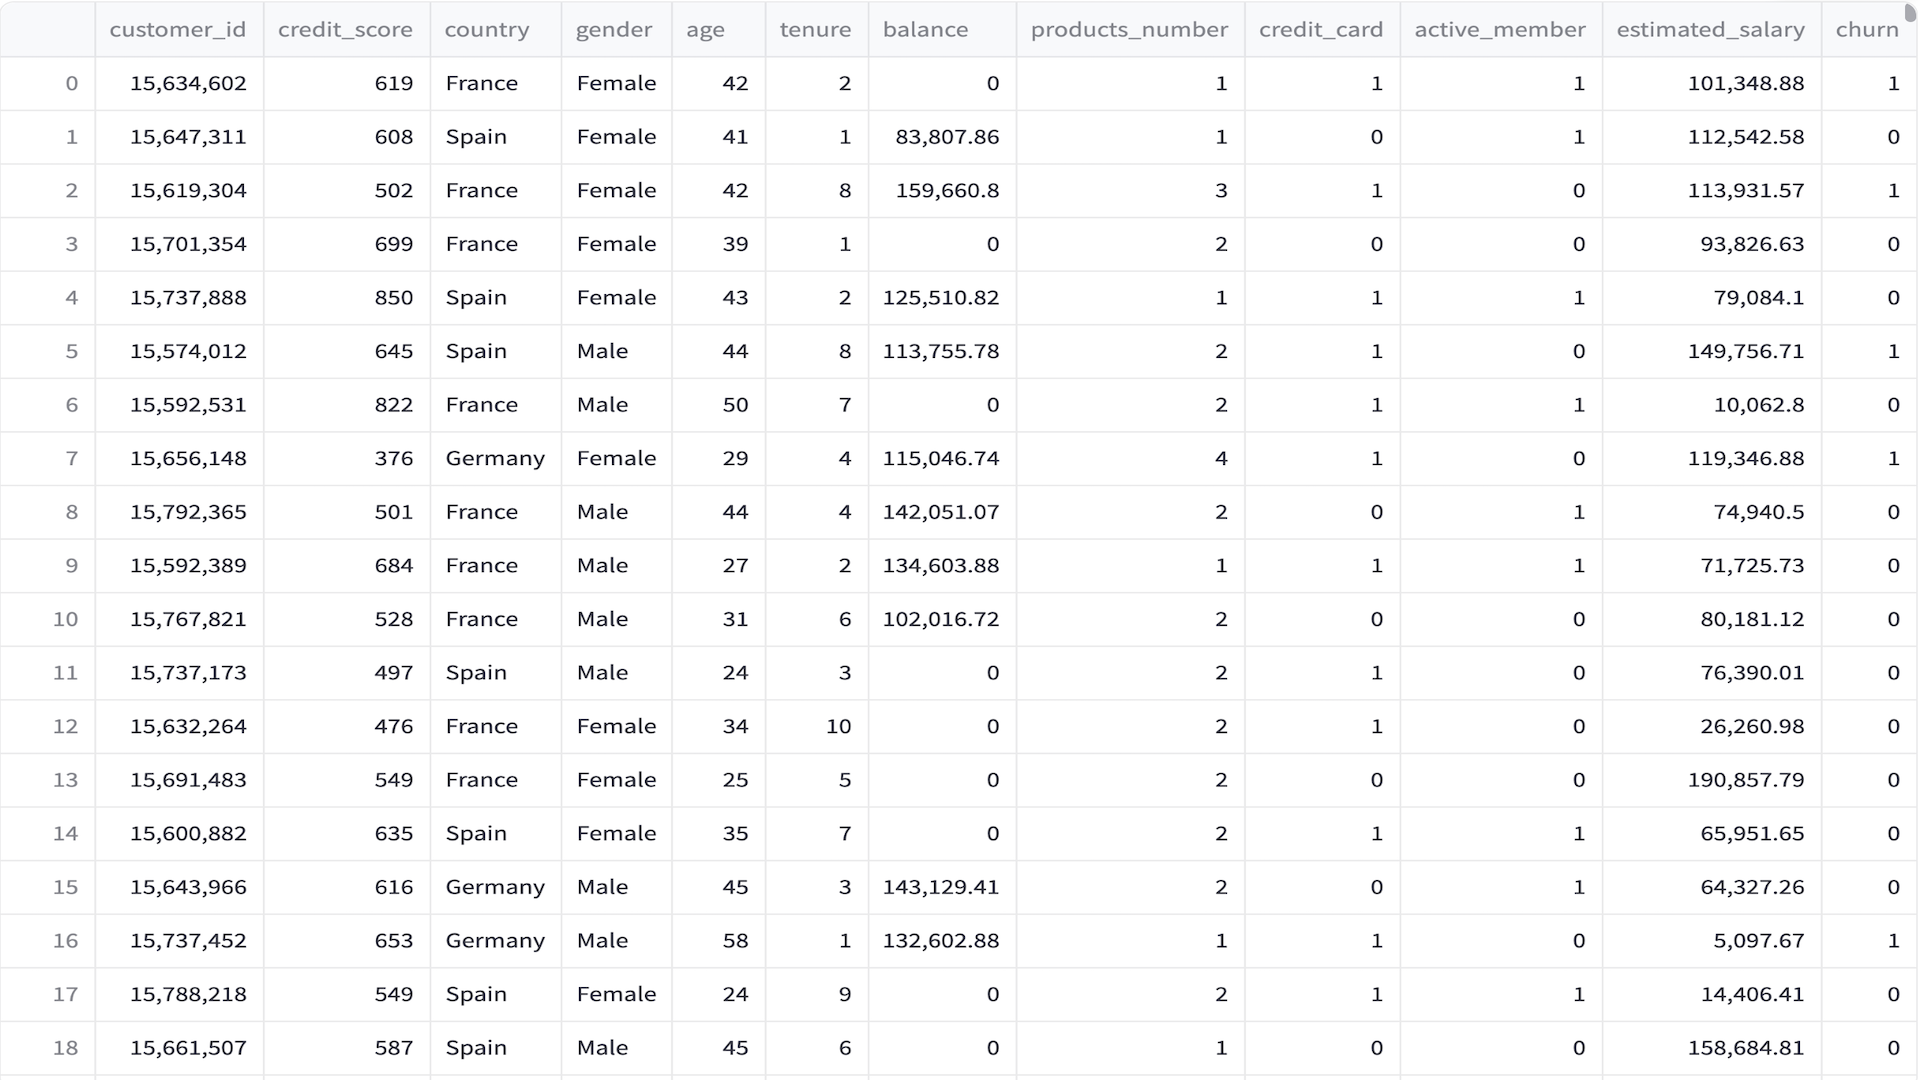 customer_id credit_score country gender age tenure balance products_number credit_card active_member estimated_salary churn
0 15,634,602 619 France Female 42 2 0 1 1 1 101,348.88 1
1 15,647,311 608 Spain Female 41 1 83,807.86 1 0 1 112,542.58 0
2 15,619,304 502 France Female 42 8 159,660.8 3 1 0 113,931.57 1
3 15,701,354 699 France Female 39 1 0 2 0 0 93,826.63 0
4 15,737,888 850 Spain Female 43 2 125,510.82 1 1 1 79,084.1 0
5 15,574,012 645 Spain Male 44 8 113,755.78 2 1 0 149,756.71 1
6 15,592,531 822 France Male 50 7 0 2 1 1 10,062.8 0
7 15,656,148 376 Germany Female 29 4 115,046.74 4 1 0 119,346.88 1
8 15,792,365 501 France Male 44 4 142,051.07 2 0 1 74,940.5 0
9 15,592,389 684 France Male 27 2 134,603.88 1 1 1 71,725.73 0
10 15,767,821 528 France Male 31 6 102,016.72 2 0 0 80,181.12 0
11 15,737,173 497 Spain Male 24 3 0 2 1 0 76,390.01 0
12 15,632,264 476 France Female 34 10 0 2 1 0 26,260.98 0
13 15,691,483 549 France Female 25 5 0 2 0 0 190,857.79 0
14 15,600,882 635 Spain Female 35 7 0 2 1 1 65,951.65 0
15 15,643,966 616 Germany Male 45 3 143,129.41 2 0 1 64,327.26 0
16 15,737,452 653 Germany Male 58 1 132,602.88 1 1 0 5,097.67 1
17 15,788,218 549 Spain Female 24 9 0 2 1 1 14,406.41 0
18 15,661,507 587 Spain Male 45 6 0 1 0 0 158,684.81 0